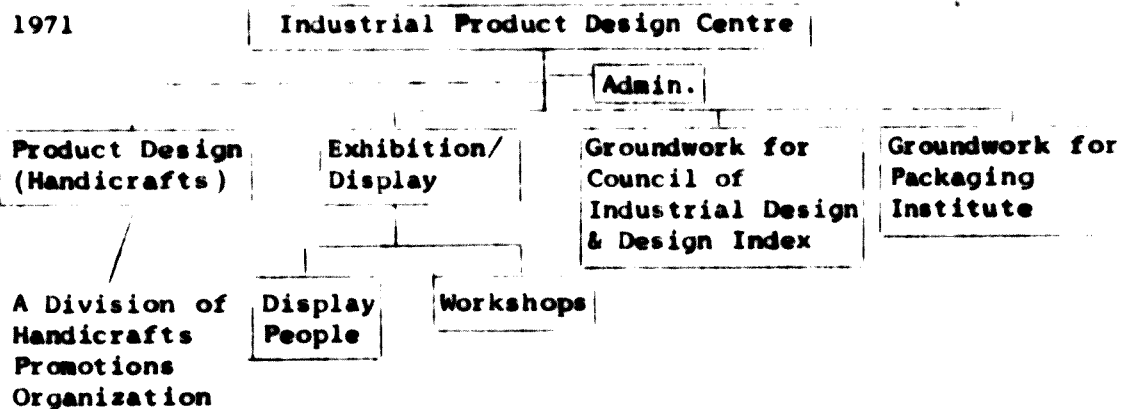 1971
Industrial Product Design Centre
Admin.
Product Design
(Handicrafts)
Exhibition/
Display
Groundwork for
Council of
Industrial Design
& Design Index
Groundwork for
Packaging
Institute
A Division of
Handicrafts
Promotions
Organization
Display
People
Workshops